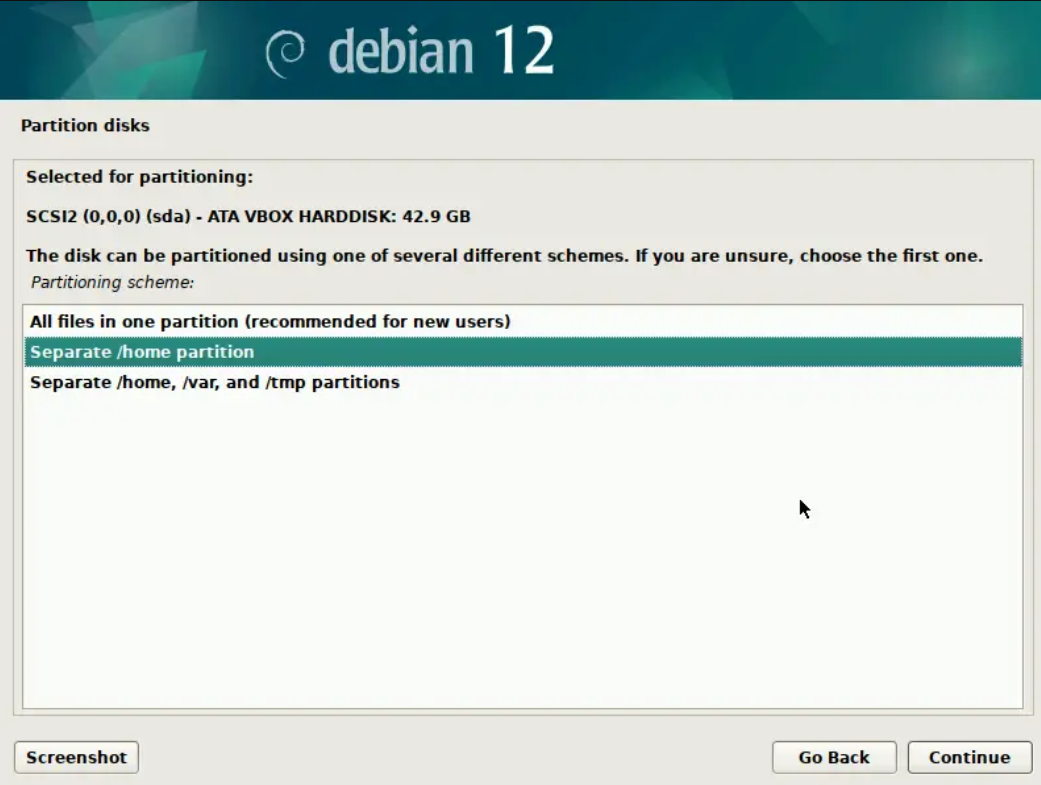 debian 12
Partition disks
Selected for partitioning:
SCSI2 (0,0,0) (sda) - ATA VBOX HARDDISK: 42.9 GB
The disk can be partitioned using one of several different schemes. If you are unsure, choose the first one.
Partitioning scheme:
All files in one partition (recommended for new users)
Separate /home partition
Separate /home, /var, and /tmp partitions
Screenshot
Go Back
Continue